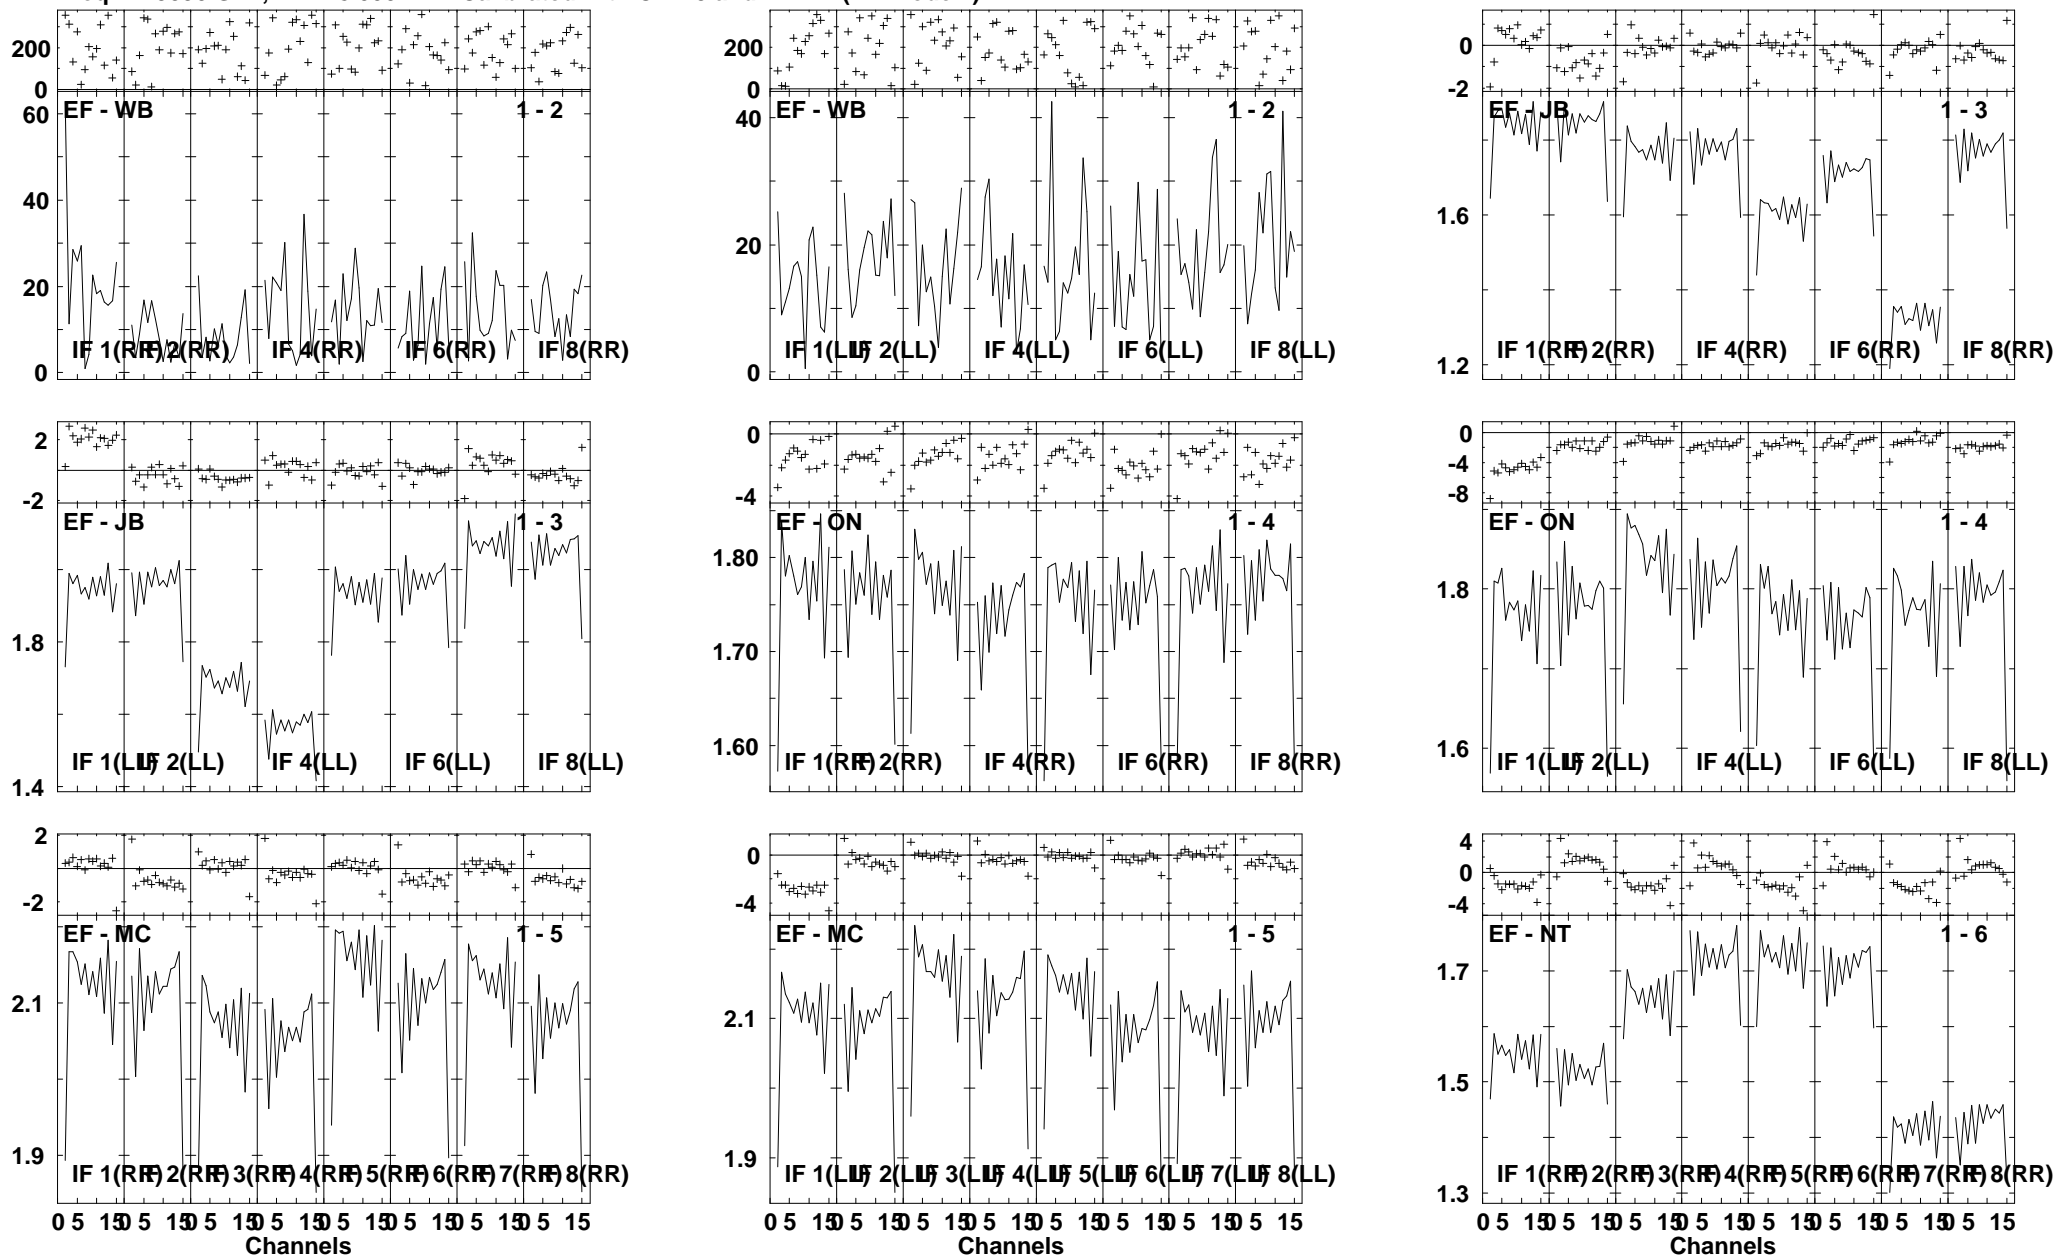 200
0
EF - WB
1 - 2
60
40
20
0
IF 1(RR)
IF 2(RR)
IF 4(RR)
IF 6(RR)
IF 8(RR)
200
0
EF - WB
1 - 2
40
20
0
IF 1(LL)
IF 2(LL)
IF 4(LL)
IF 6(LL)
IF 8(LL)
0
-2
EF - JB
1 - 3
1.6
1.2
IF 1(RR)
IF 2(RR)
IF 4(RR)
IF 6(RR)
IF 8(RR)
2
-2
EF - JB
1 - 3
1.8
1.4
IF 1(LL)
IF 2(LL)
IF 4(LL)
IF 6(LL)
IF 8(LL)
0
-4
EF - ON
1 - 4
1.80
1.70
1.60
IF 1(RR)
IF 2(RR)
IF 4(RR)
IF 6(RR)
IF 8(RR)
0
-4
-8
EF - ON
1 - 4
1.8
1.6
IF 1(LL)
IF 2(LL)
IF 4(LL)
IF 6(LL)
IF 8(LL)
2
-2
EF - MC
1 - 5
2.1
1.9
IF 1(RR)
IF 2(RR)
IF 3(RR)
IF 4(RR)
IF 5(RR)
IF 6(RR)
IF 7(RR)
IF 8(RR)
0 5 15
0 5 15
0 5 15
0 5 15
0 5 15
0 5 15
0 5 15
0 5 15
Channels
0
-4
EF - MC
1 - 5
2.1
1.9
IF 1(LL)
IF 2(LL)
IF 3(LL)
IF 4(LL)
IF 5(LL)
IF 6(LL)
IF 7(LL)
IF 8(LL)
0 5 15
0 5 15
0 5 15
0 5 15
0 5 15
0 5 15
0 5 15
0 5 15
Channels
4
0
-4
EF - NT
1 - 6
1.7
1.5
1.3
IF 1(RR)
IF 2(RR)
IF 3(RR)
IF 4(RR)
IF 5(RR)
IF 6(RR)
IF 7(RR)
IF 8(RR)
0 5 15
0 5 15
0 5 15
0 5 15
0 5 15
0 5 15
0 5 15
0 5 15
Channels